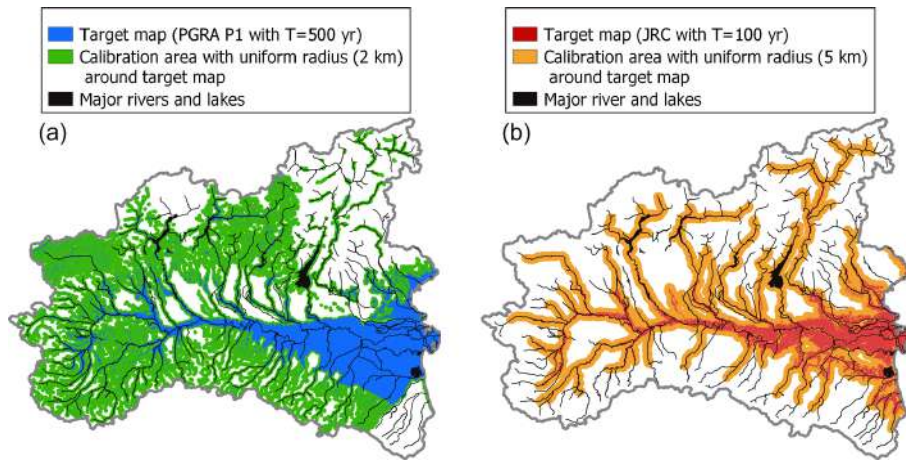 Target map (PGRA P1 with T=500 yr)
Calibration area with uniform radius (2 km)
around target map
Major rivers and lakes
(a)
Target map (JRC with T=100 yr)
Calibration area with uniform radius (5 km)
around target map
Major river and lakes
(b)